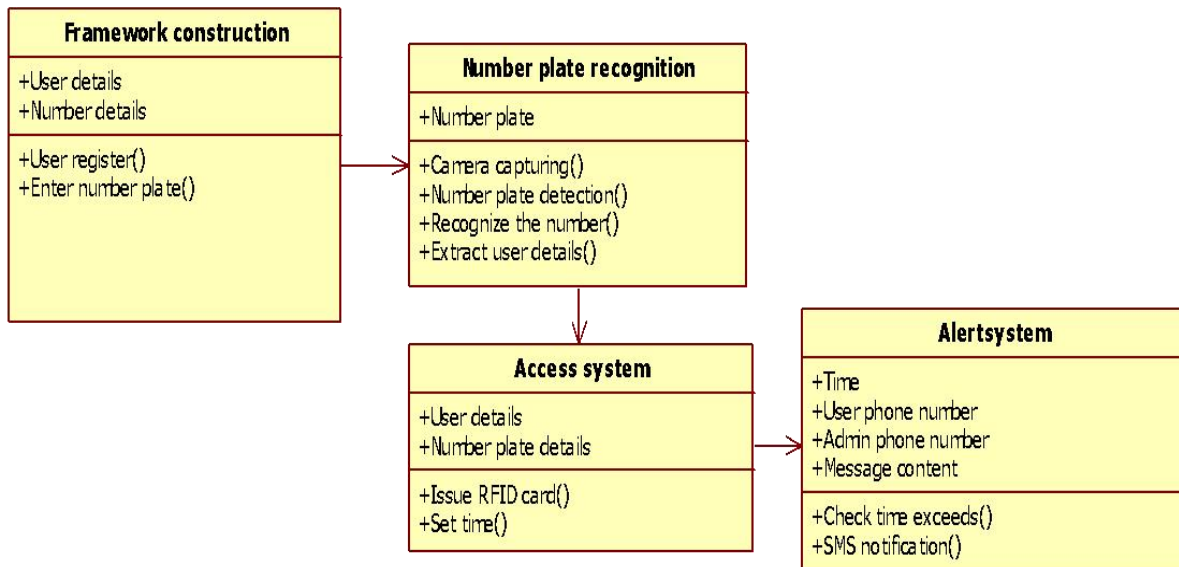 Framework construction
+User details
+Number details
+User register()
+Enter number plate()
Number plate recognition
+Number plate
+Camera capturing()
+Number plate detection()
+Recognize the number()
+Extract user details()
Access system
+User details
+Number plate details
+Issue RFID card()
+Set time()
Alertsystem
+Time
+User phone number
+Admin phone number
+Message content
+Check time exceeds()
+SMS notification()